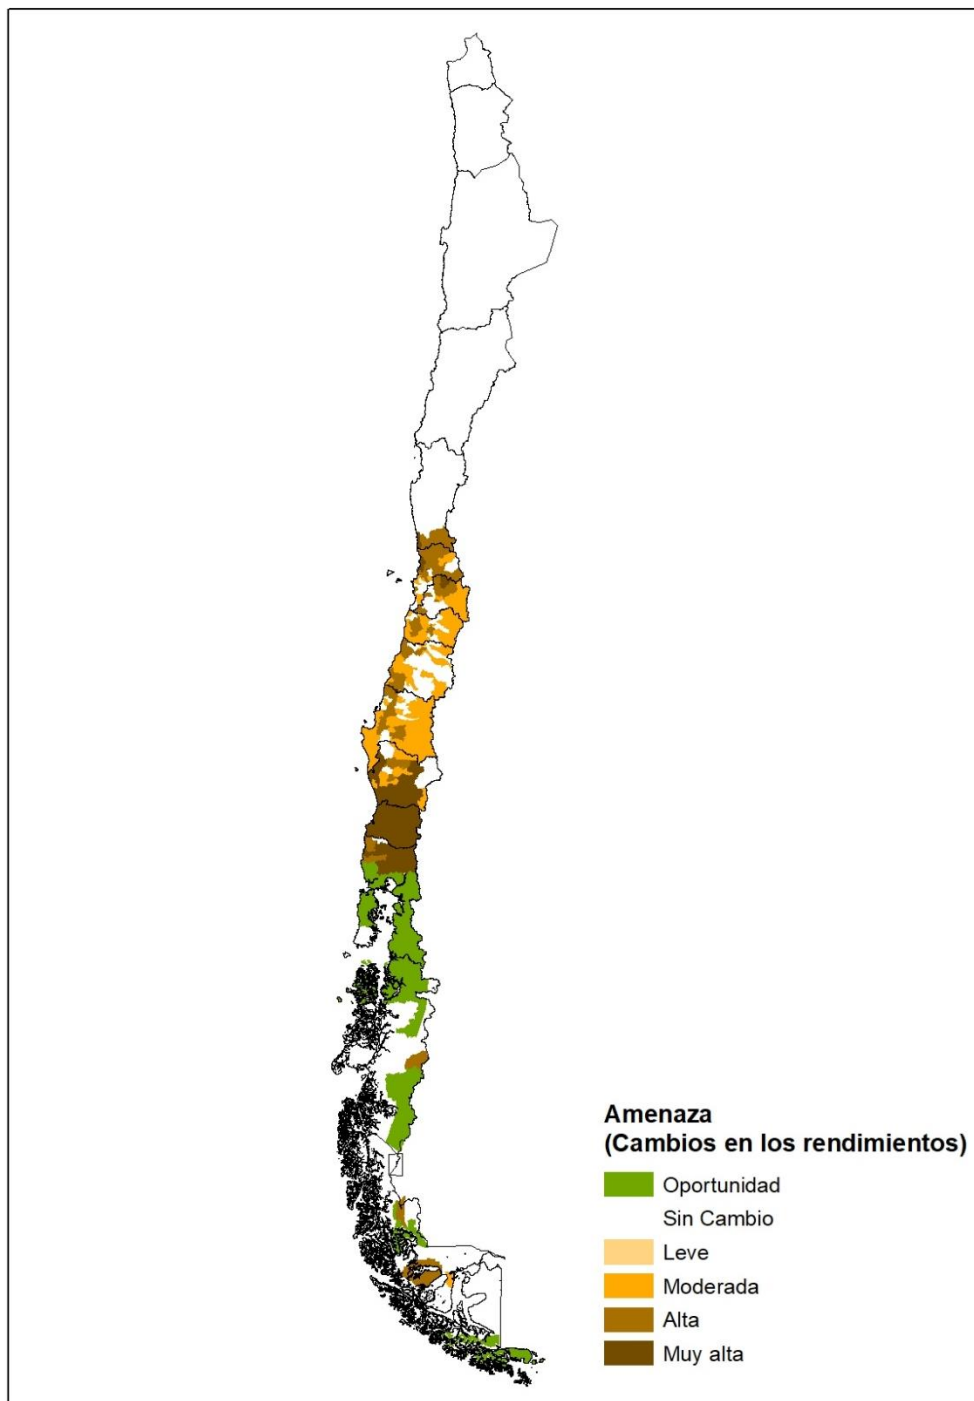 Amenaza
(Cambios en los rendimientos)
Oportunidad
Sin Cambio
Leve
Moderada
Alta
Muy alta